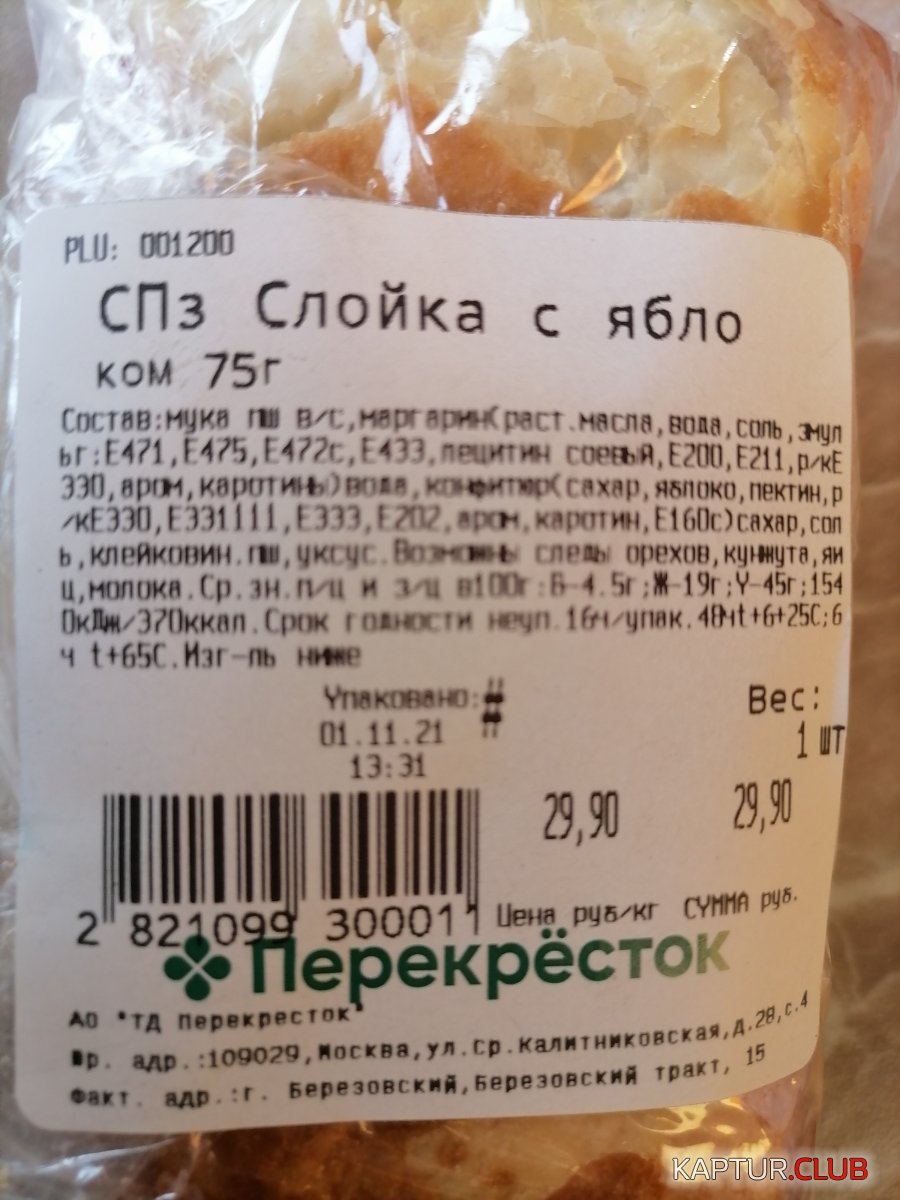 PLU: 001200
СПз Слойка с ябло
ком 75г
Состав:мука пш в/с,маргарин(раст.масла,вода,соль,эмул
ьг:Е471,Е475,Е472с,Е433,лецитин соевый,Е200,Е211,р/кЕ
330,аром,каротины)вода,конфитюр(сахар,яблоко,пектин,р
/кЕ330,Е331111,Е333,Е202,аром,каротин,Е160с)сахар,сол
ь,клейковин.пш,уксус.Возможны следы орехов,кунжута,яи
ц,молока.Ср.зн.п/ц и э/ц в100г:Б-4.5г;Ж-19г;У-45г;154
0кДж/370ккал.Срок годности неуп.16ч/упак.48чt+6+25С;6
ч t+65С.Изг-ль ниже
Упаковано:
01.11.21
13:31
Вес:
1 шт
29,90 29,90
Цена руб/кг СУММА руб.
2 821099 300011
Перекрёсток
АО "ТД Перекресток"
Юр. адр.:109029,Москва,ул.Ср.Калитниковская,д.28,с.4
Факт. адр.:г. Березовский,Березовский тракт, 15
KAPTUR.CLUB